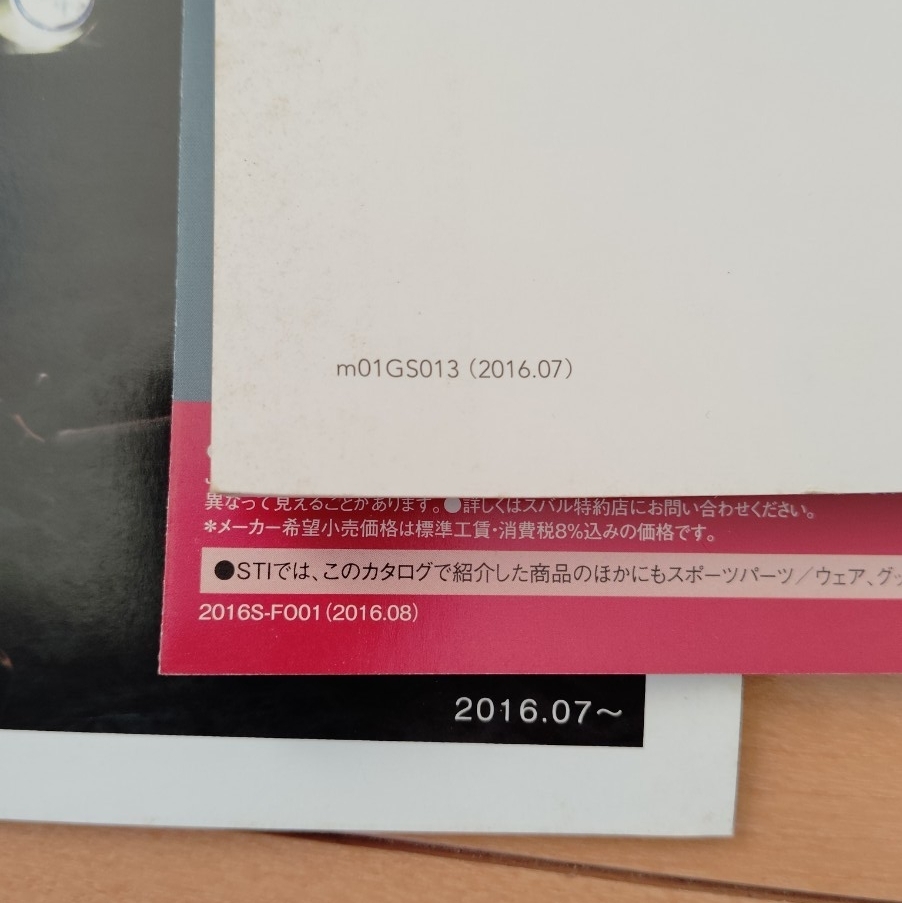 m01GS013（2016.07）
異なって見えることがあります。●詳しくはスバル特約店にお問い合わせください。
＊メーカー希望小売価格は標準工賃・消費税8％込みの価格です。
●STIでは、このカタログで紹介した商品のほかにもスポーツパーツ／ウェア、グッ
2016S-F001（2016.08）
2016.07～